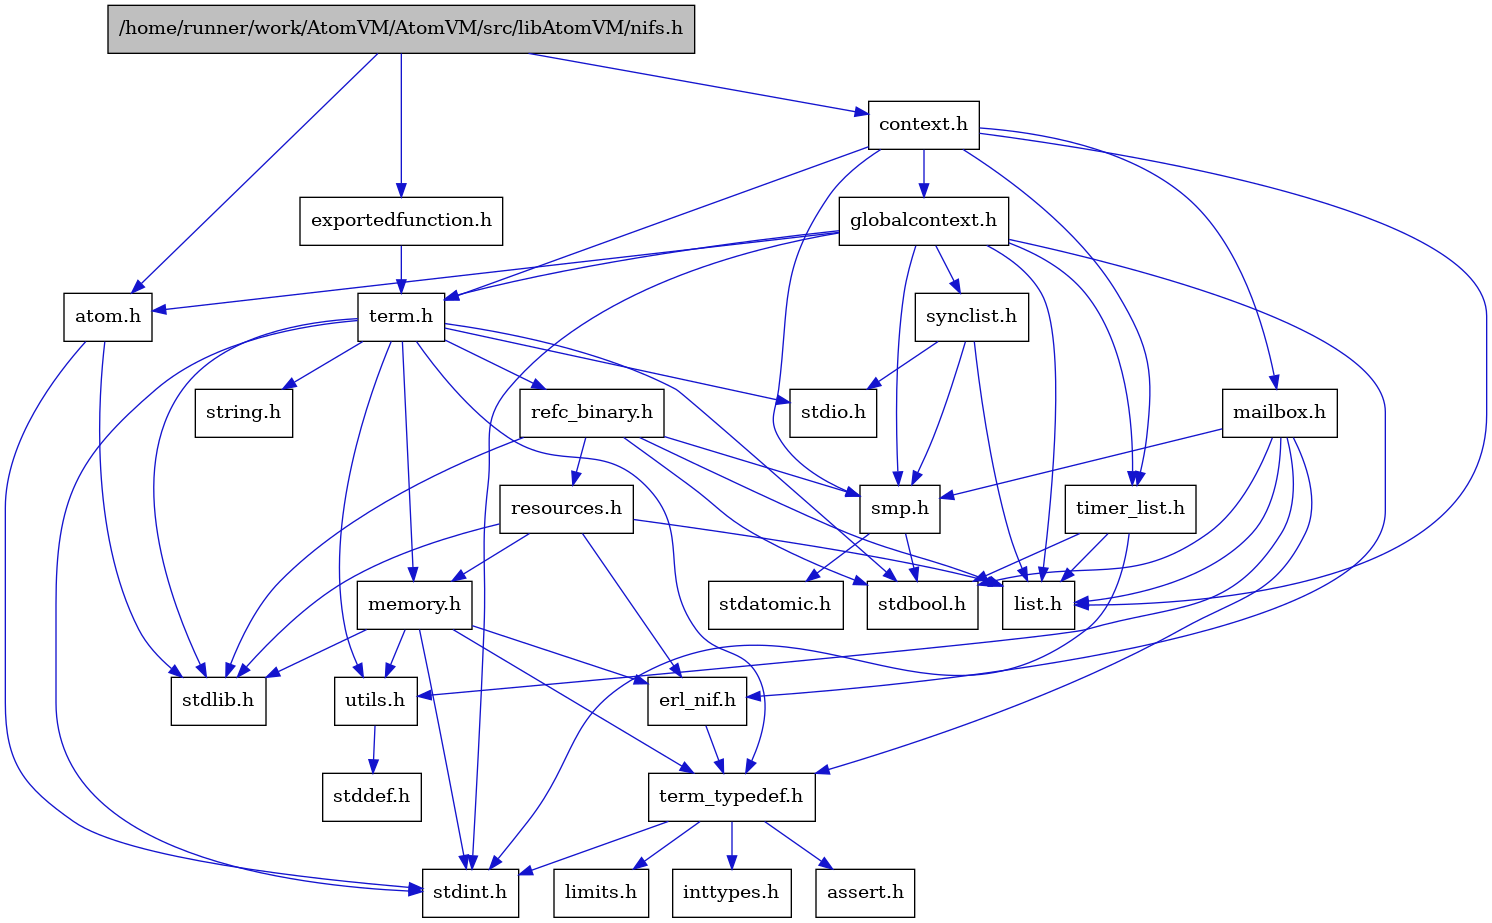 /home/runner/work/AtomVM/AtomVM/src/libAtomVM/nifs.h
context.h
exportedfunction.h
globalcontext.h
atom.h
term.h
synclist.h
string.h
refc_binary.h
stdio.h
mailbox.h
resources.h
smp.h
timer_list.h
memory.h
stdatomic.h
stdbool.h
list.h
stdlib.h
utils.h
erl_nif.h
stddef.h
term_typedef.h
stdint.h
limits.h
inttypes.h
assert.h